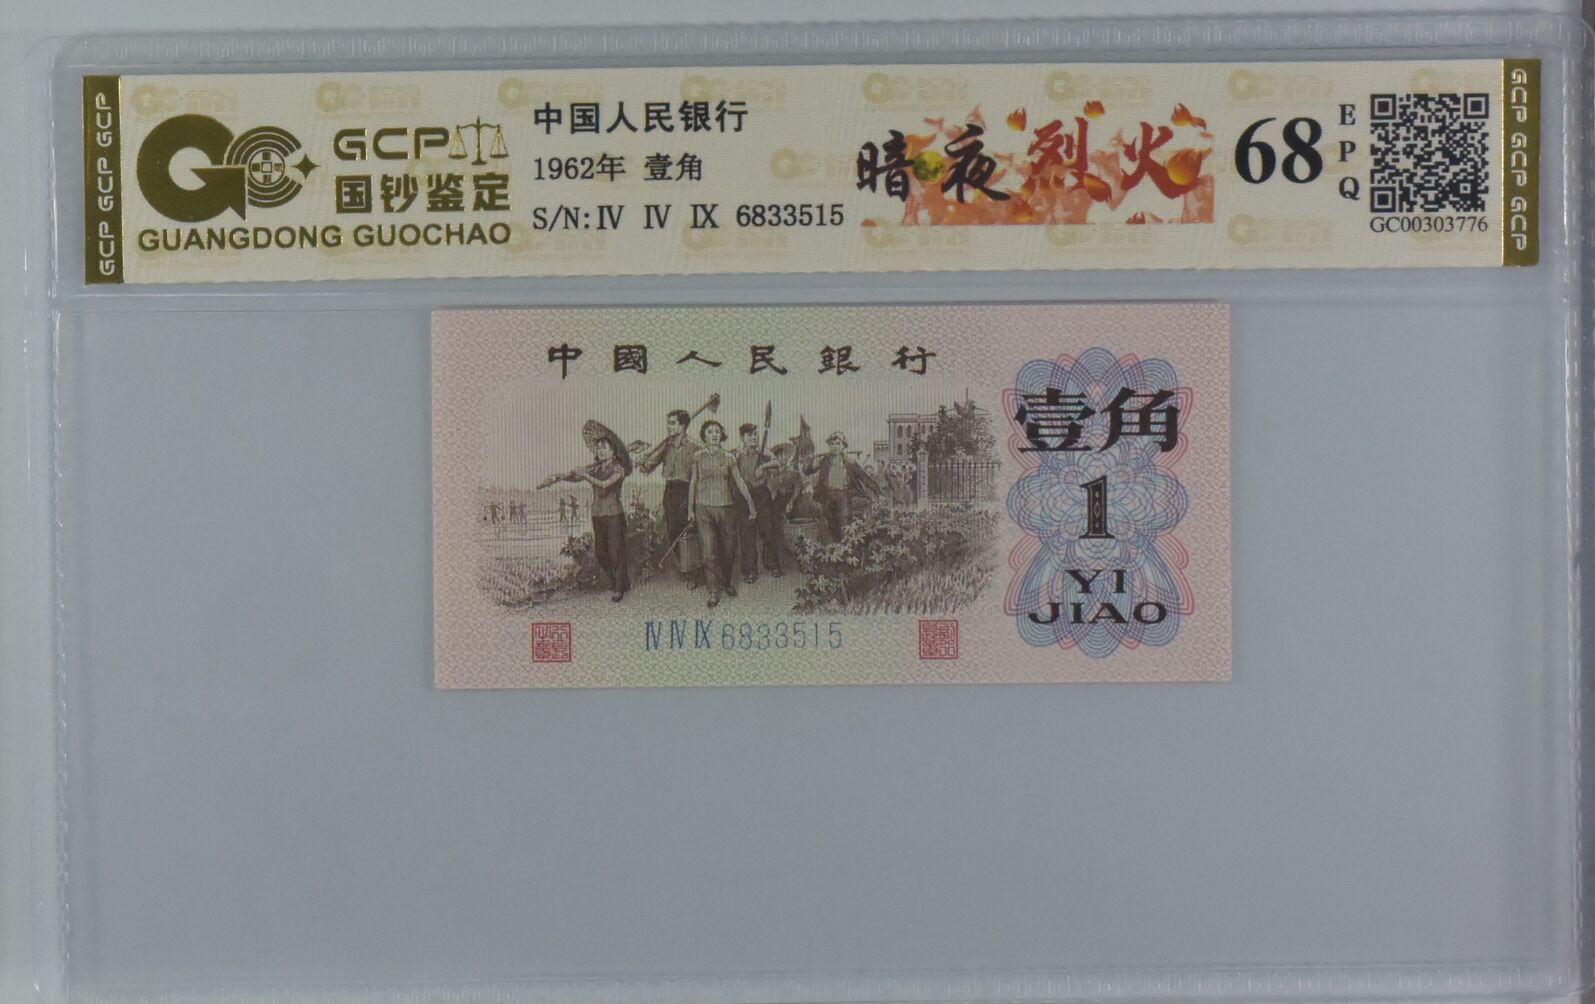 GCP
国钞鉴定
GUANGDONG GUOCHAO
中国人民银行
1962年 壹角
S/N: IV IV IX 6833515
暗夜烈火
68
EPQ
GC00303776
GCP GCP GCP
GCP GCP GCP
中國人民銀行
壹角
1
YI
JIAO
IV IV IX 6833515